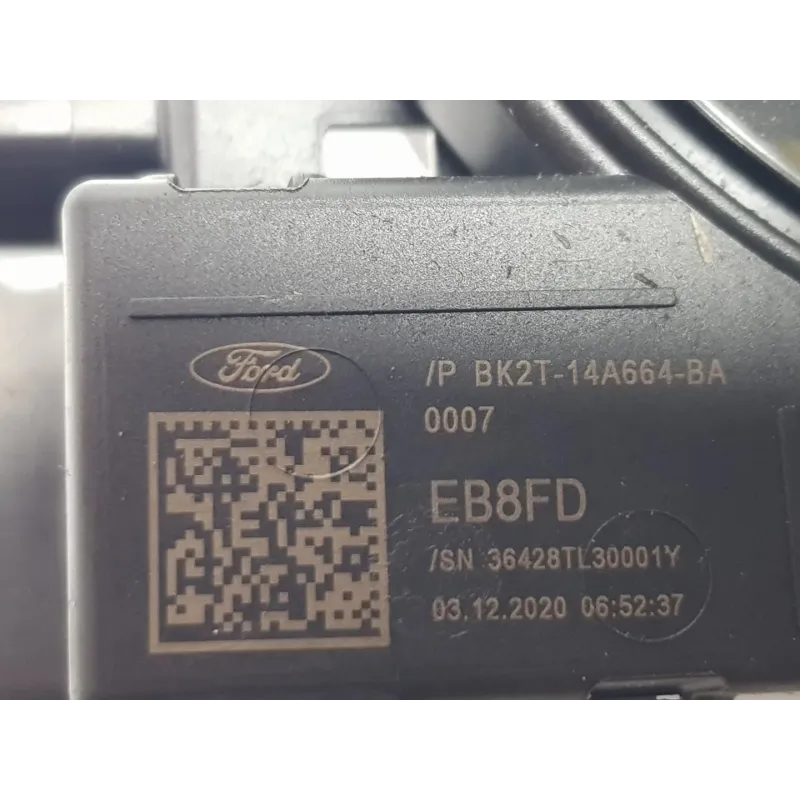 Ford
/P BK2T-14A664-BA
0007
EB8FD
/SN 36428TL30001Y
03.12.2020 06:52:37